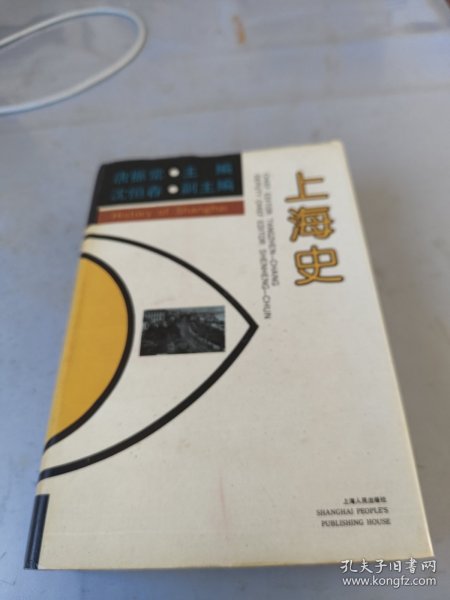 唐振常 主编
沈恒春 副主编
History of Shanghai
上海史
CHIEF EDITOR TANGZHEN-CHANG
DEPUTY CHIEF EDITOR SHENHENG-CHUN
上海人民出版社
SHANGHAI PEOPLE'S
PUBLISHING HOUSE
孔夫子旧书网
www.kongfz.com